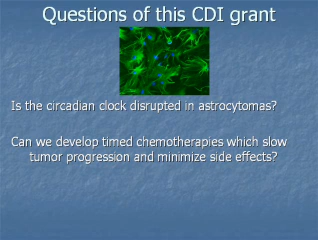 Questions of this CDI grant
Is the circadian clock disrupted in astrocytomas?
Can we develop timed chemotherapies which slow
tumor progression and minimize side effects?